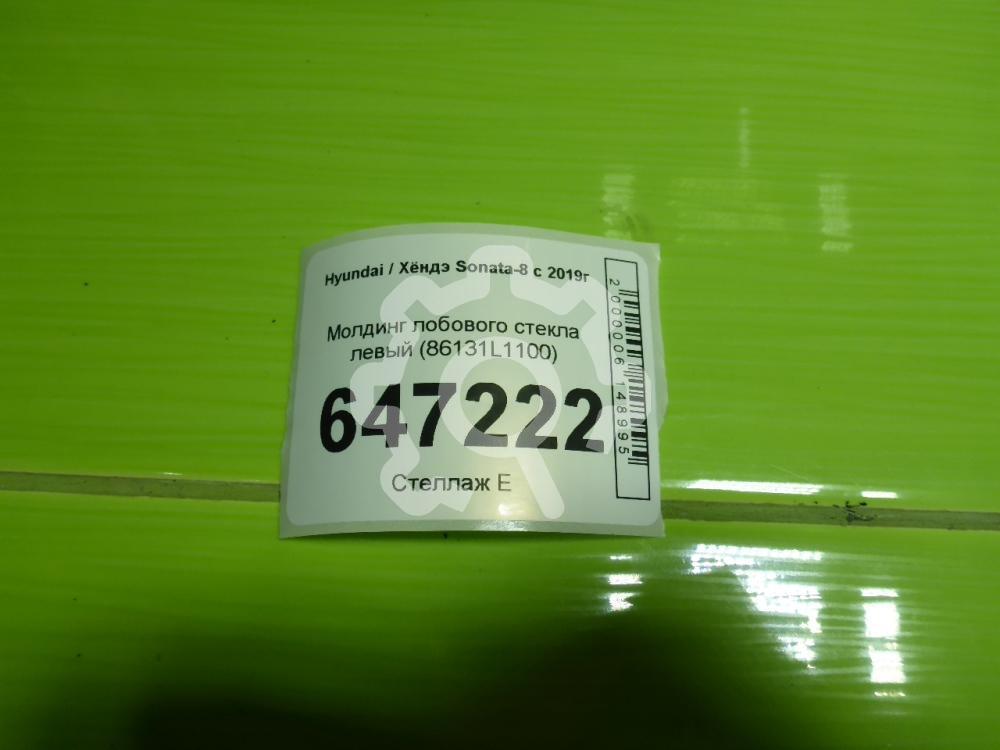 Hyundai / Хёндэ Sonata-8 с 2019г
Молдинг лобового стекла
левый (86131L1100)
647222
Стеллаж Е
2000006148995